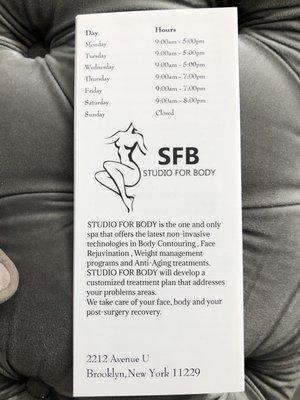 Day Hours
Monday 9:00am - 5:00pm
Tuesday 9:00am - 5:00pm
Wednesday 9:00am - 5:00pm
Thursday 9:00am - 7:00pm
Friday 9:00am - 7:00pm
Saturday 9:00am - 8:00pm
Sunday Closed
SFB
STUDIO FOR BODY
STUDIO FOR BODY is the one and only
spa that offers the latest non-invasive
technologies in Body Contouring , Face
Rejuvination , Weight management
programs and Anti-Aging treatments.
STUDIO FOR BODY will develop a
customized treatment plan that addresses
your problems areas.
We take care of your face, body and your
post-surgery recovery.
2212 Avenue U
Brooklyn,New York 11229